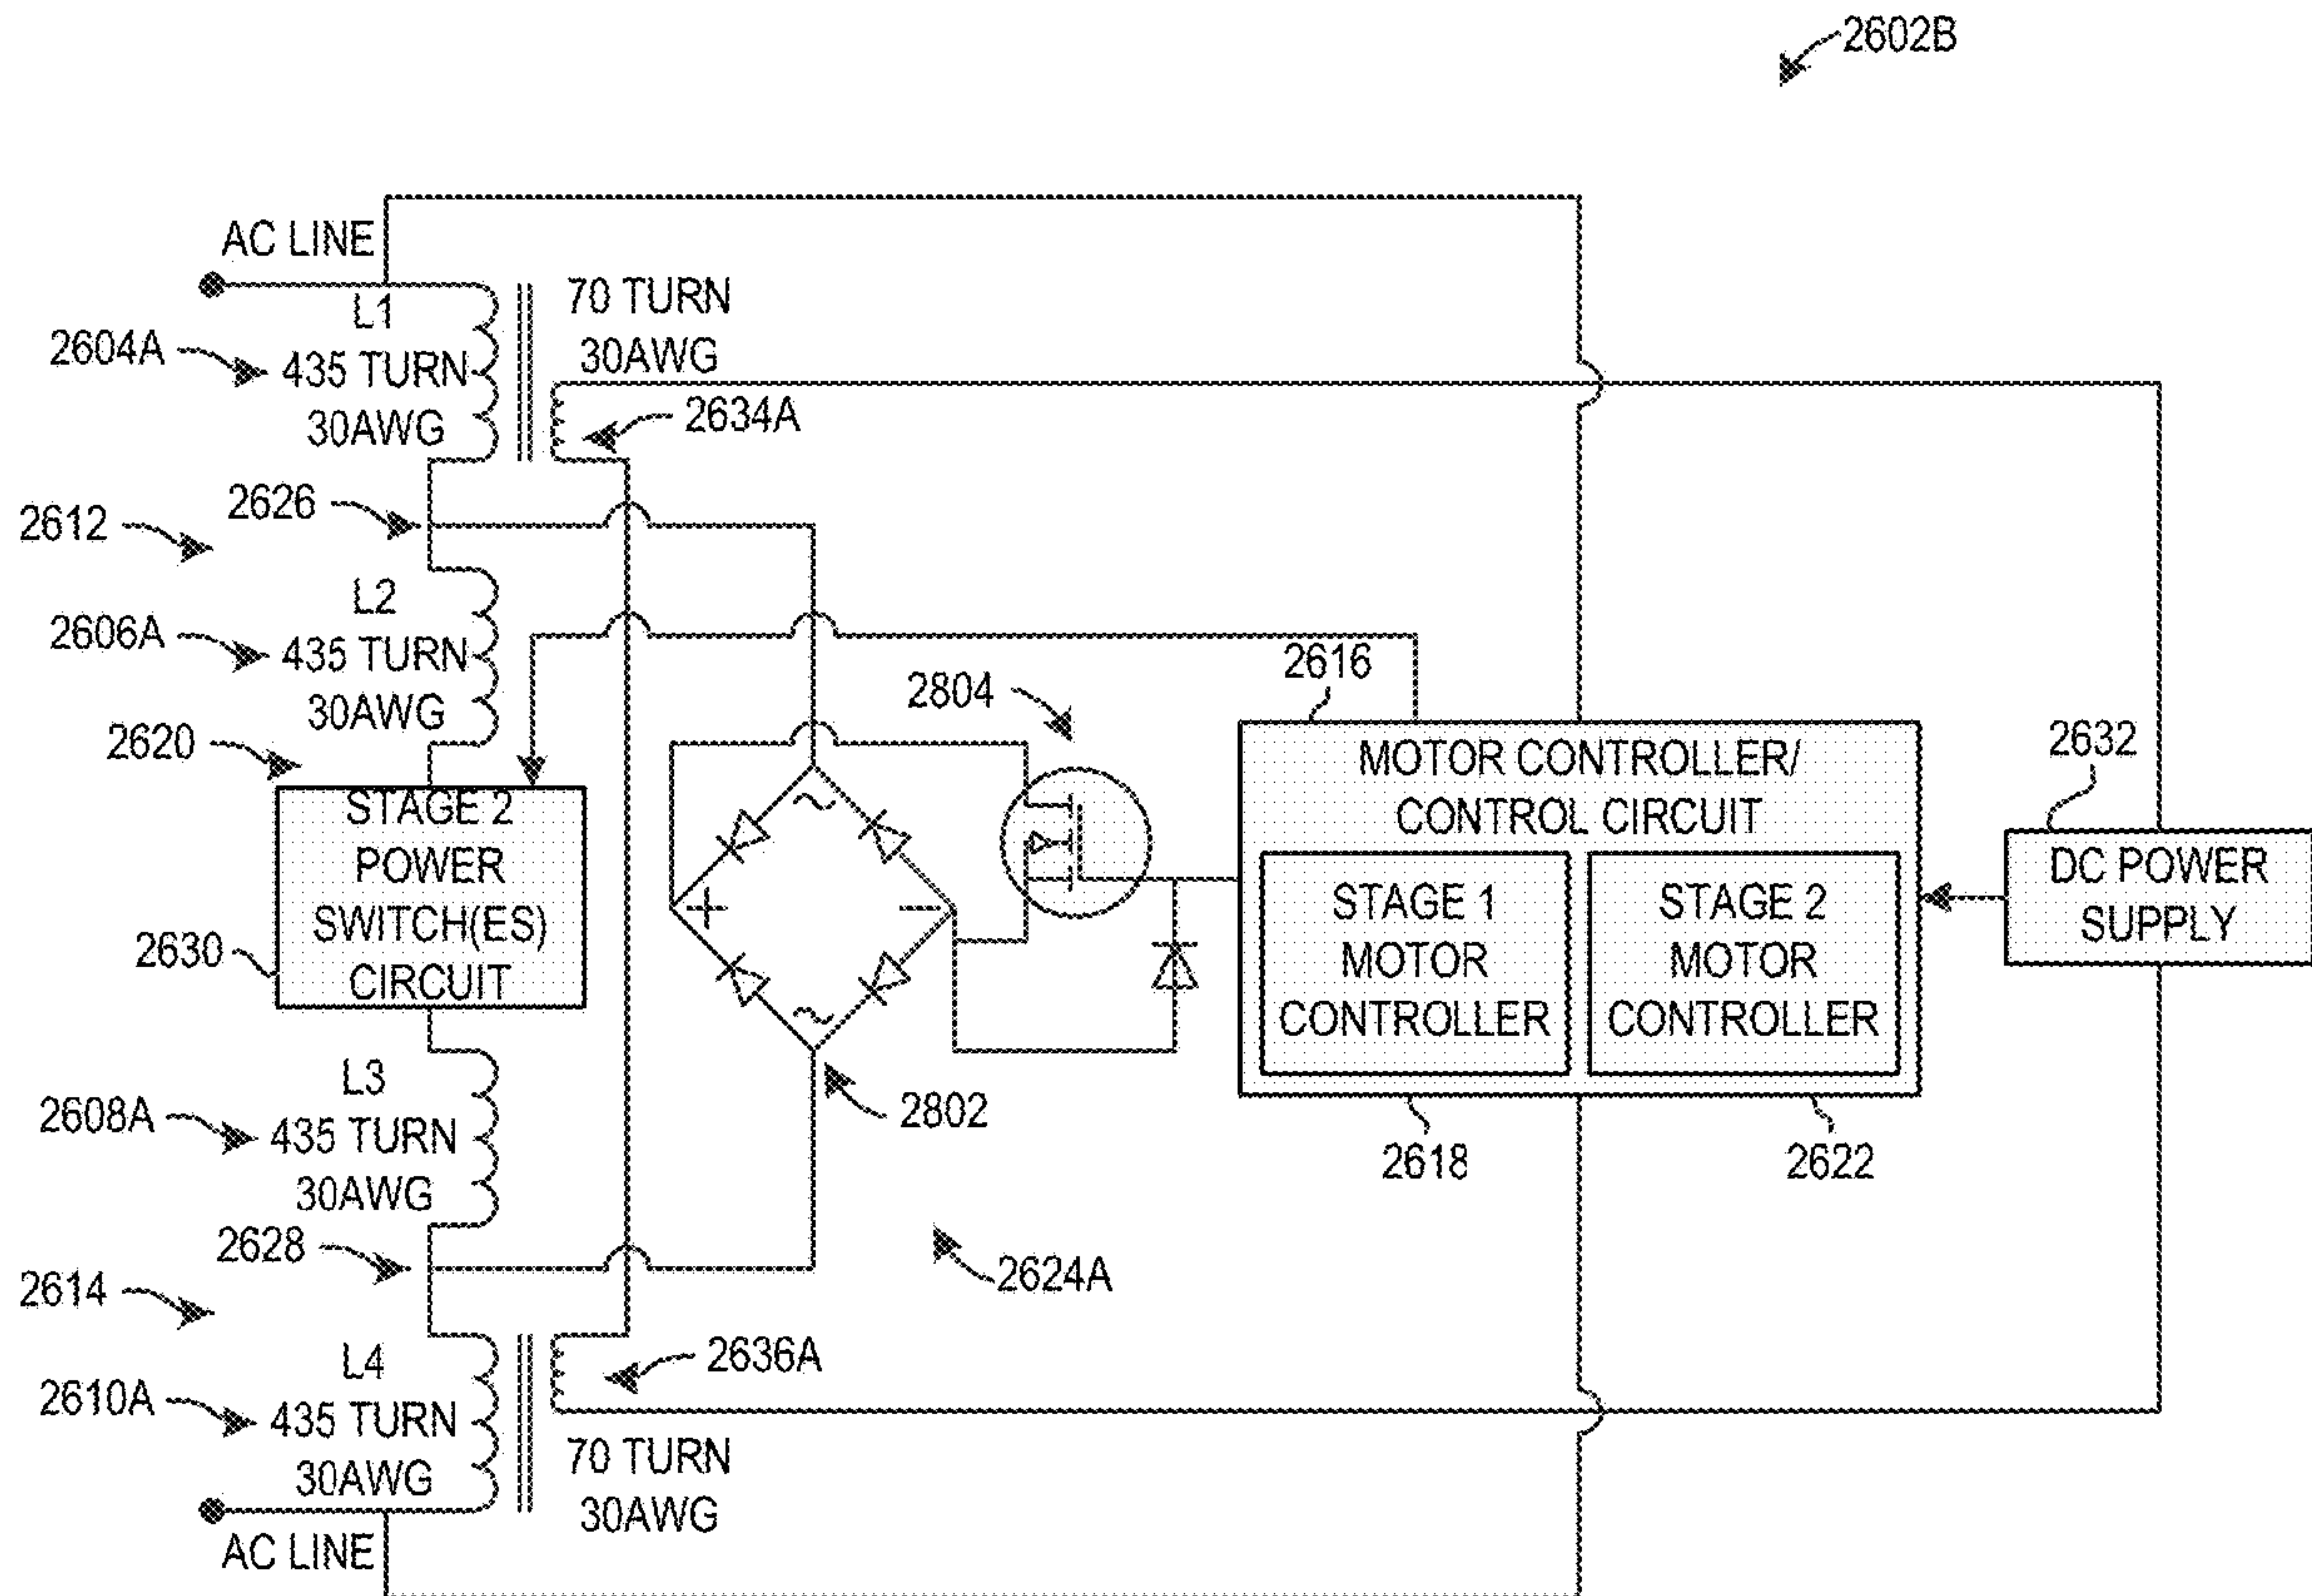 2602B
AC LINE
L1
435 TURN
30AWG
2604A
70 TURN
30AWG
2634A
2626
2612
L2
435 TURN
30AWG
2606A
2620
2804
2616
MOTOR CONTROLLER/
CONTROL CIRCUIT
2632
STAGE 2
POWER
SWITCH(ES)
CIRCUIT
2630
STAGE 1
MOTOR
CONTROLLER
STAGE 2
MOTOR
CONTROLLER
DC POWER
SUPPLY
~
+
−
~
L3
435 TURN
30AWG
2608A
2802
2618
2622
2628
2624A
2614
L4
435 TURN
30AWG
2610A
2636A
70 TURN
30AWG
AC LINE